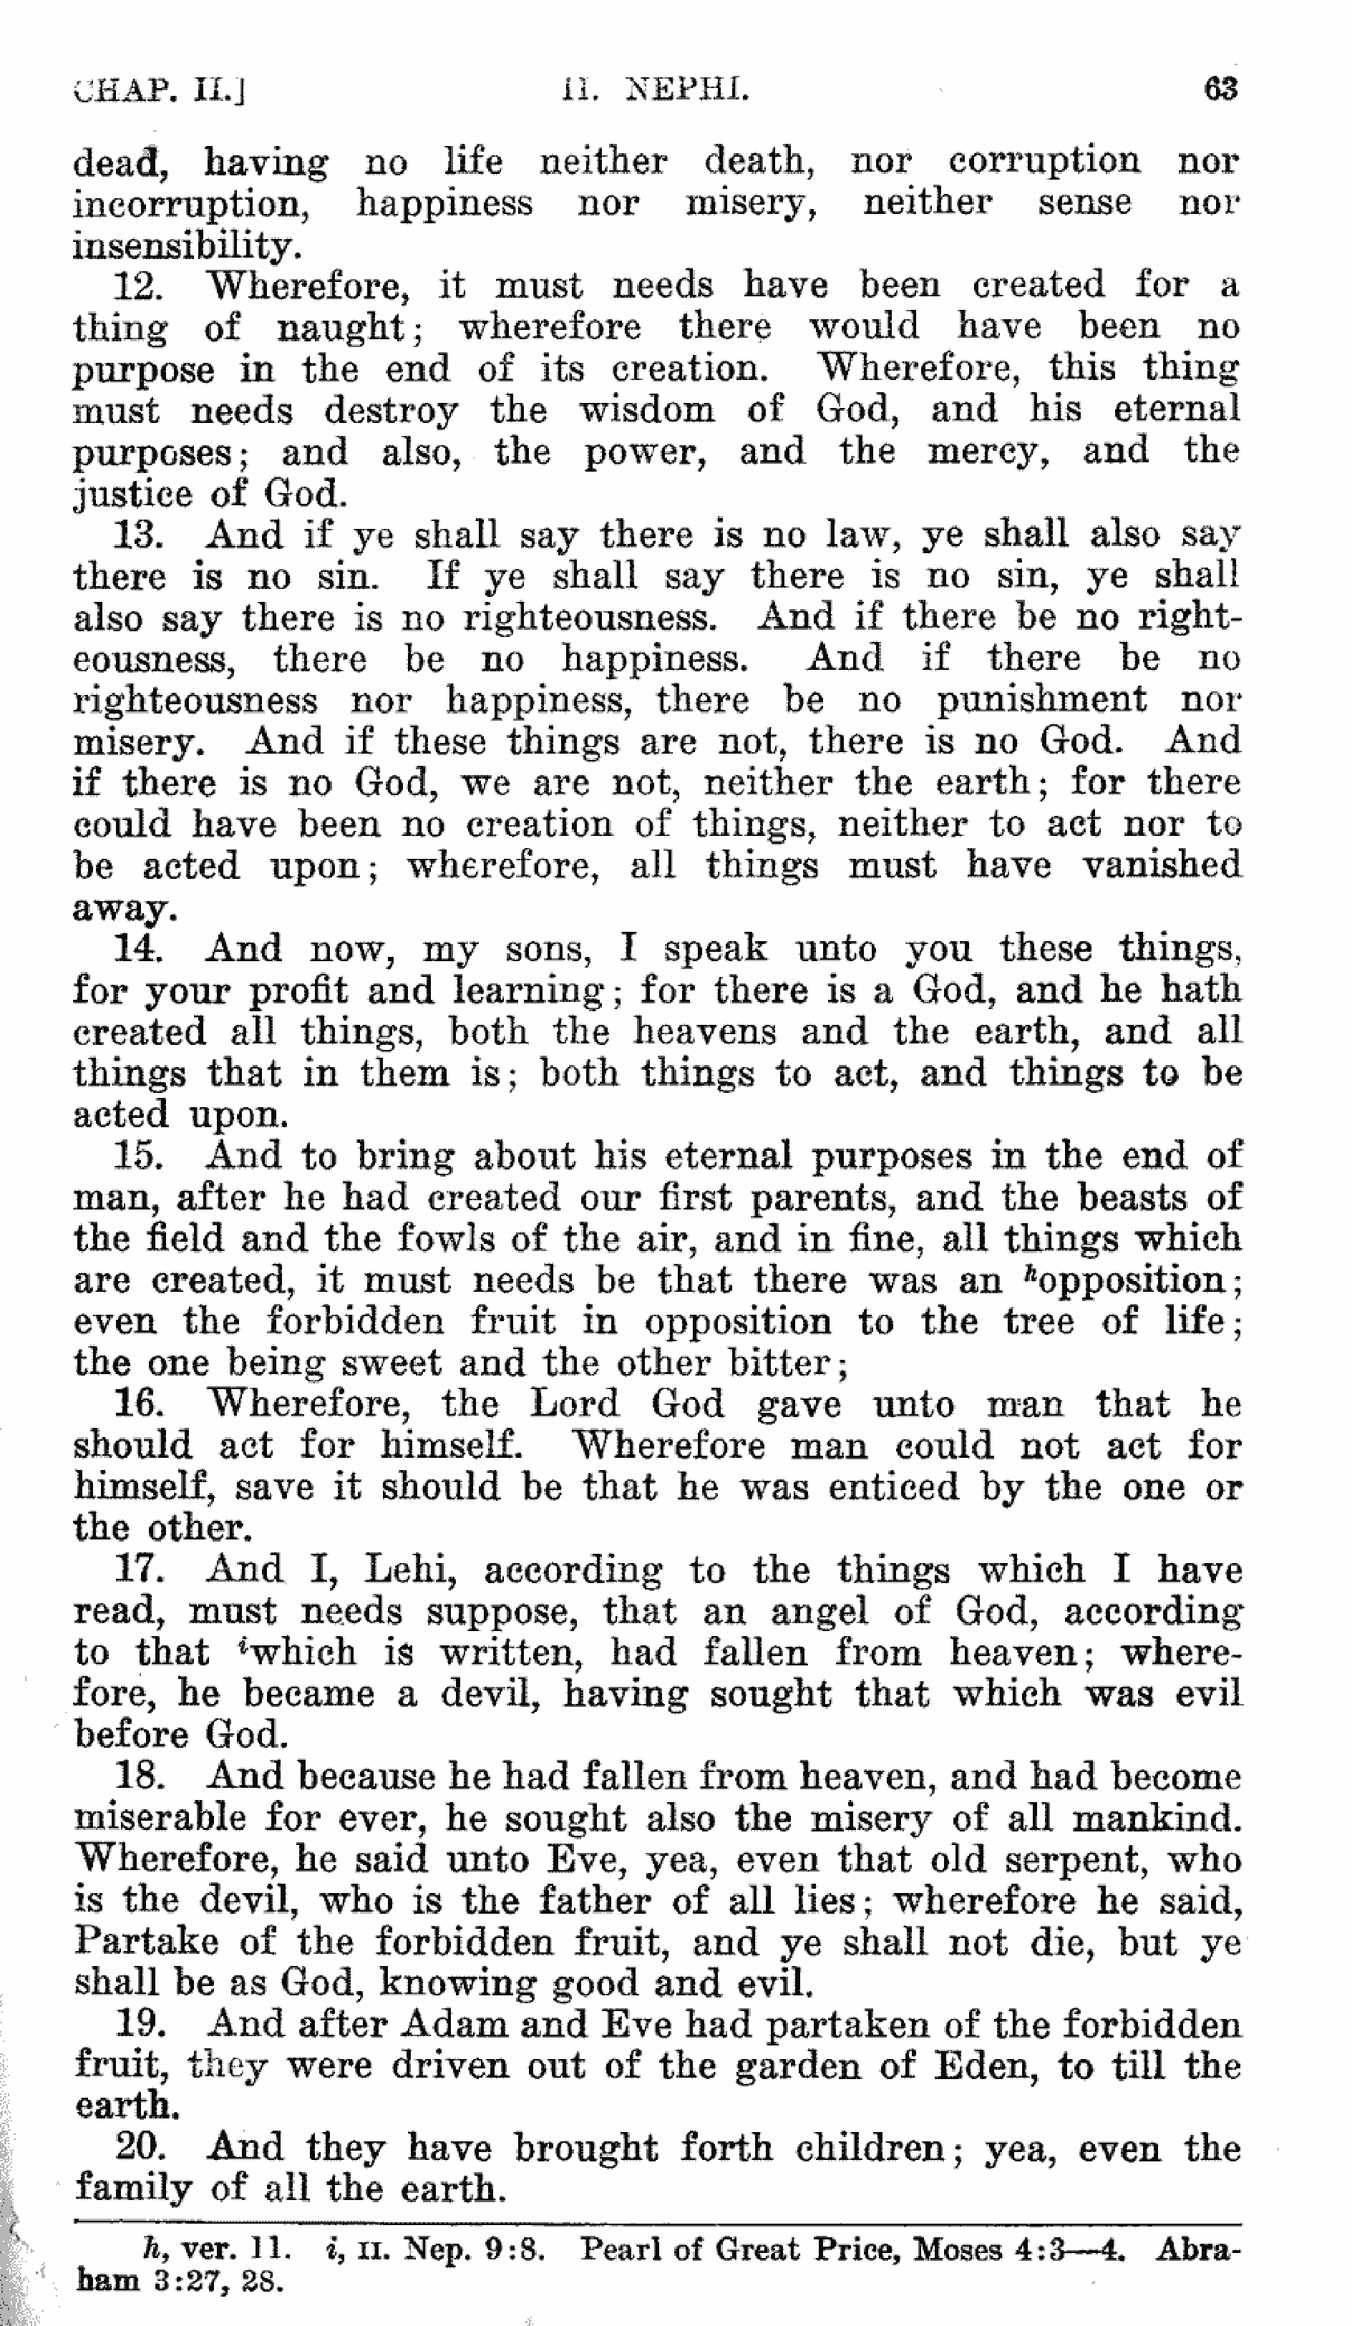 CHAP. II.] II. NEPHI. 63
dead, having no life neither death, nor corruption nor
incorruption, happiness nor misery, neither sense nor
insensibility.
12. Wherefore, it must needs have been created for a
thing of naught; wherefore there would have been no
purpose in the end of its creation. Wherefore, this thing
must needs destroy the wisdom of God, and his eternal
purposes; and also, the power, and the mercy, and the
justice of God.
13. And if ye shall say there is no law, ye shall also say
there is no sin. If ye shall say there is no sin, ye shall
also say there is no righteousness. And if there be no right-
eousness, there be no happiness. And if there be no
righteousness nor happiness, there be no punishment nor
misery. And if these things are not, there is no God. And
if there is no God, we are not, neither the earth; for there
could have been no creation of things, neither to act nor to
be acted upon; wherefore, all things must have vanished
away.
14. And now, my sons, I speak unto you these things,
for your profit and learning; for there is a God, and he hath
created all things, both the heavens and the earth, and all
things that in them is; both things to act, and things to be
acted upon.
15. And to bring about his eternal purposes in the end of
man, after he had created our first parents, and the beasts of
the field and the fowls of the air, and in fine, all things which
are created, it must needs be that there was an hopposition;
even the forbidden fruit in opposition to the tree of life;
the one being sweet and the other bitter;
16. Wherefore, the Lord God gave unto man that he
should act for himself. Wherefore man could not act for
himself, save it should be that he was enticed by the one or
the other.
17. And I, Lehi, according to the things which I have
read, must needs suppose, that an angel of God, according
to that iwhich is written, had fallen from heaven; where-
fore, he became a devil, having sought that which was evil
before God.
18. And because he had fallen from heaven, and had become
miserable for ever, he sought also the misery of all mankind.
Wherefore, he said unto Eve, yea, even that old serpent, who
is the devil, who is the father of all lies; wherefore he said,
Partake of the forbidden fruit, and ye shall not die, but ye
shall be as God, knowing good and evil.
19. And after Adam and Eve had partaken of the forbidden
fruit, they were driven out of the garden of Eden, to till the
earth.
20. And they have brought forth children; yea, even the
family of all the earth.
h, ver. 11. i, II. Nep. 9:8. Pearl of Great Price, Moses 4:3—4. Abra-
ham 3:27, 28.